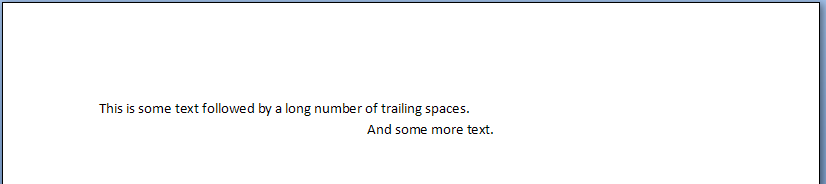 This is some text followed by a long number of trailing spaces.
And some more text.